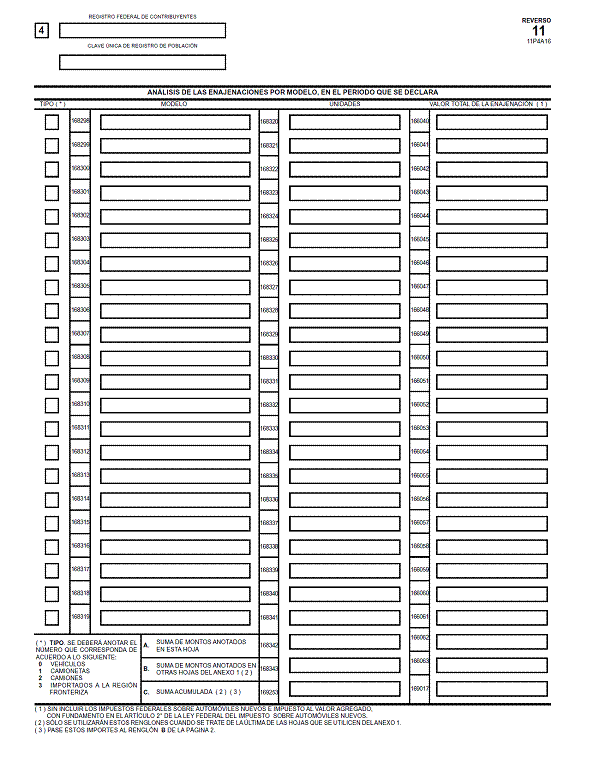 REGISTRO FEDERAL DE CONTRIBUYENTES
4
CLAVE ÚNICA DE REGISTRO DE POBLACIÓN
REVERSO
11
11P4A16
ANÁLISIS DE LAS ENAJENACIONES POR MODELO, EN EL PERIODO QUE SE DECLARA
TIPO ( * ) MODELO UNIDADES VALOR TOTAL DE LA ENAJENACIÓN ( 1 )
168298 168320 166040
168299 168321 166041
168300 168322 166042
168301 168323 166043
168302 168324 166044
168303 168325 166045
168304 168326 166046
168305 168327 166047
168306 168328 166048
168307 168329 166049
168308 168330 166050
168309 168331 166051
168310 168332 166052
168311 168333 166053
168312 168334 166054
168313 168335 166055
168314 168336 166056
168315 168337 166057
168316 168338 166058
168317 168339 166059
168318 168340 166060
168319 168341 166061
( * ) TIPO. SE DEBERÁ ANOTAR EL
NÚMERO QUE CORRESPONDA DE
ACUERDO A LO SIGUIENTE:
0 VEHÍCULOS
1 CAMIONETAS
2 CAMIONES
3 IMPORTADOS A LA REGIÓN
FRONTERIZA
A. SUMA DE MONTOS ANOTADOS
EN ESTA HOJA
168342 166062
B. SUMA DE MONTOS ANOTADOS EN
OTRAS HOJAS DEL ANEXO 1 ( 2 )
168343 166063
C. SUMA ACUMULADA ( 2 ) ( 3 ) 169253 169017
( 1 ) SIN INCLUIR LOS IMPUESTOS FEDERALES SOBRE AUTOMÓVILES NUEVOS E IMPUESTO AL VALOR AGREGADO,
CON FUNDAMENTO EN EL ARTÍCULO 2° DE LA LEY FEDERAL DEL IMPUESTO SOBRE AUTOMÓVILES NUEVOS.
( 2 ) SÓLO SE UTILIZARÁN ESTOS RENGLONES CUANDO SE TRATE DE LA ÚLTIMA DE LAS HOJAS QUE SE UTILICEN DEL ANEXO 1.
( 3 ) PASE ESTOS IMPORTES AL RENGLÓN B DE LA PÁGINA 2.